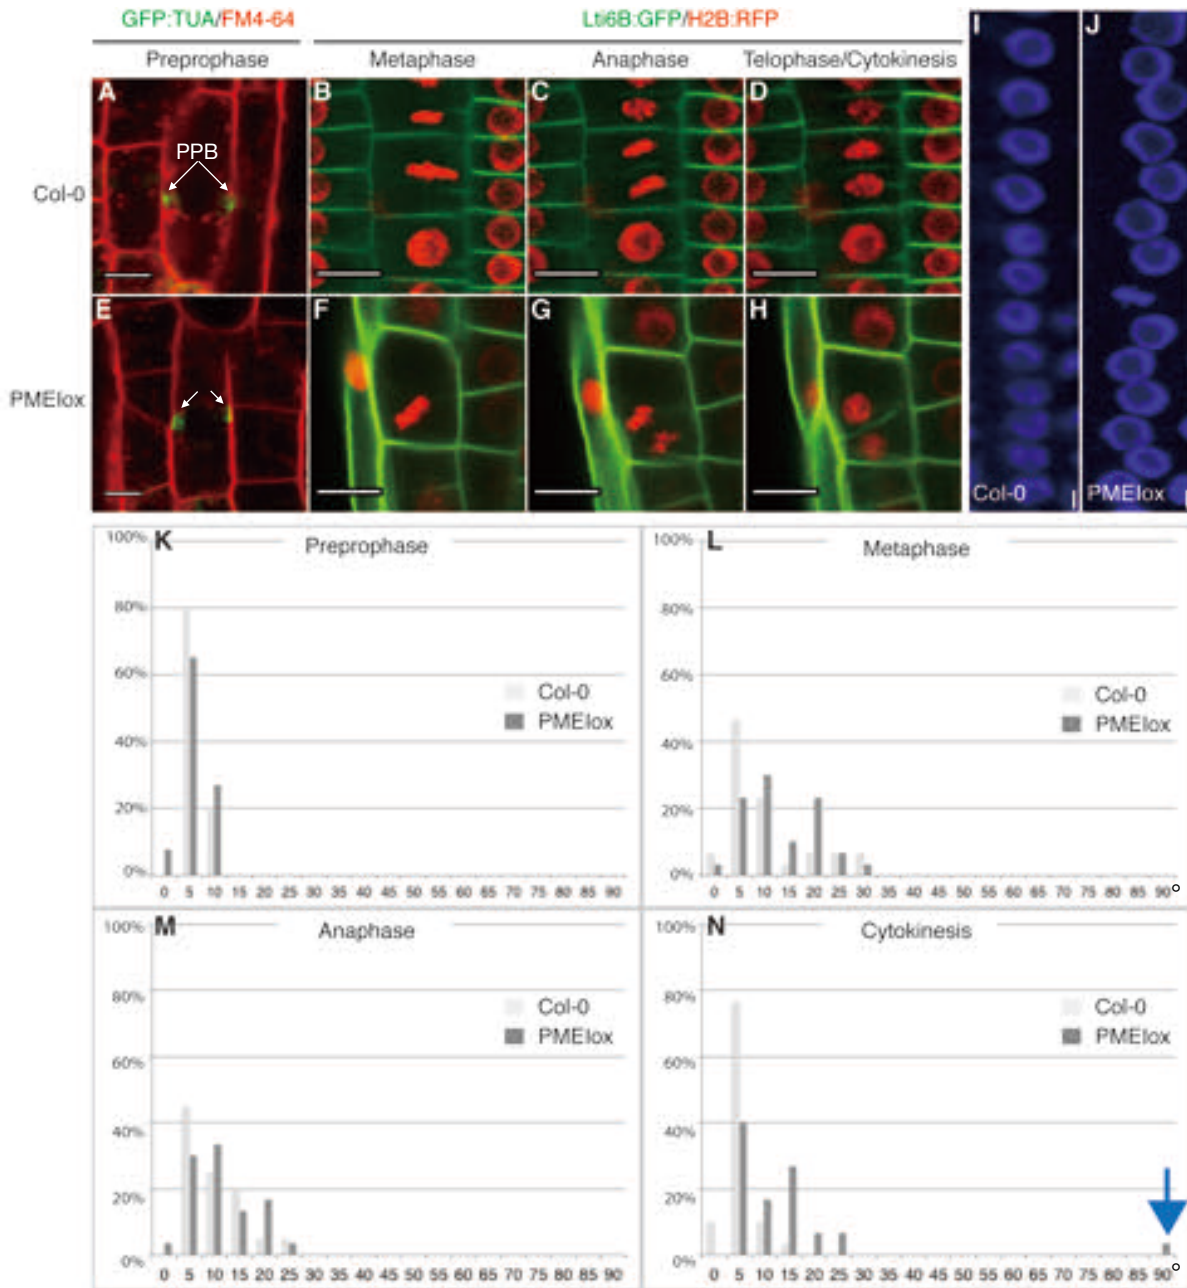 GFP:TUA/FM4-64
Lti6B:GFP/H2B:RFP
Preprophase
Metaphase
Anaphase
Telophase/Cytokinesis
Col-0
A
PPB
B
C
D
PMEIox
E
F
G
H
I
Col-0
J
PMEIox
K
Preprophase
100%
80%
60%
40%
20%
0%
Col-0
PMEIox
0 5 10 15 20 25 30 35 40 45 50 55 60 65 70 75 80 85 90
L
Metaphase
100%
80%
60%
40%
20%
0%
Col-0
PMEIox
0 5 10 15 20 25 30 35 40 45 50 55 60 65 70 75 80 85 90°
M
Anaphase
100%
80%
60%
40%
20%
0%
Col-0
PMEIox
0 5 10 15 20 25 30 35 40 45 50 55 60 65 70 75 80 85 90
N
Cytokinesis
100%
80%
60%
40%
20%
0%
Col-0
PMEIox
0 5 10 15 20 25 30 35 40 45 50 55 60 65 70 75 80 85 90°